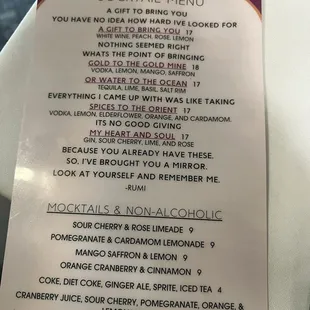 COCKTAIL MENU
A GIFT TO BRING YOU
YOU HAVE NO IDEA HOW HARD IVE LOOKED FOR
A GIFT TO BRING YOU 17
WHITE WINE, PEACH, ROSE, LEMON
NOTHING SEEMED RIGHT
WHATS THE POINT OF BRINGING
GOLD TO THE GOLD MINE 18
VODKA, LEMON, MANGO, SAFFRON
OR WATER TO THE OCEAN 17
TEQUILA, LIME, BASIL, SALT RIM
EVERYTHING I CAME UP WITH WAS LIKE TAKING
SPICES TO THE ORIENT 17
VODKA, LEMON, ELDERFLOWER, ORANGE, AND CARDAMOM.
ITS NO GOOD GIVING
MY HEART AND SOUL 17
GIN, SOUR CHERRY, LIME, AND ROSE
BECAUSE YOU ALREADY HAVE THESE.
SO, I'VE BROUGHT YOU A MIRROR.
LOOK AT YOURSELF AND REMEMBER ME.
-RUMI
MOCKTAILS & NON-ALCOHOLIC
SOUR CHERRY & ROSE LIMEADE 9
POMEGRANATE & CARDAMOM LEMONADE 9
MANGO SAFFRON & LEMON 9
ORANGE CRANBERRY & CINNAMON 9
COKE, DIET COKE, GINGER ALE, SPRITE, ICED TEA 4
CRANBERRY JUICE, SOUR CHERRY, POMEGRANATE, ORANGE, &